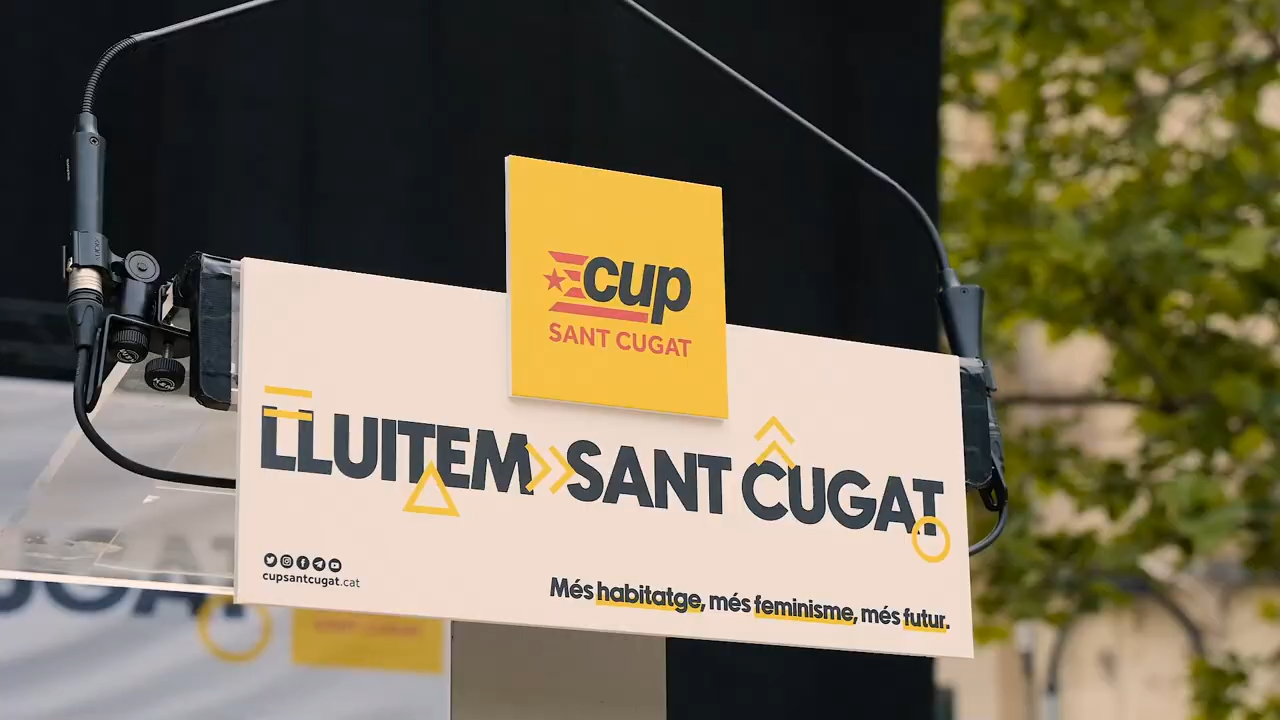 cup
SANT CUGAT
LLUITEM SANT CUGAT
cupsantcugat.cat
Més habitatge, més feminisme, més futur.